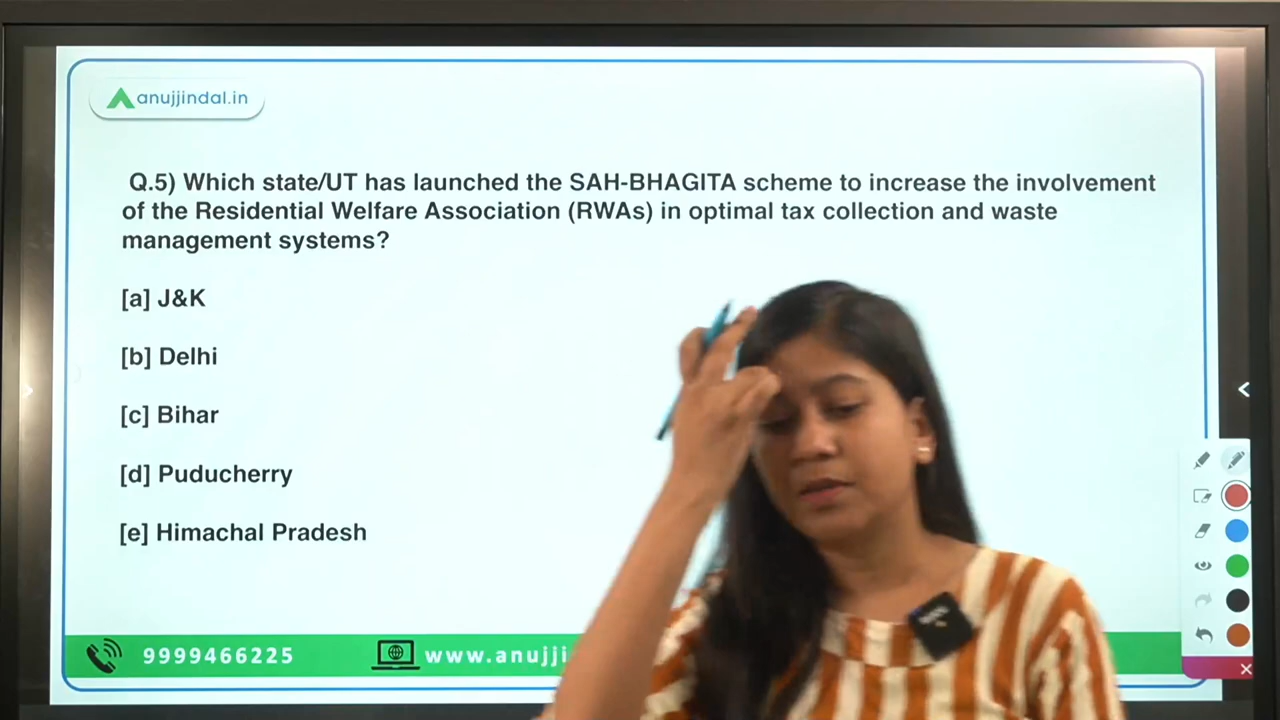 anujjindal.in
Q.5) Which state/UT has launched the SAH-BHAGITA scheme to increase the involvement
of the Residential Welfare Association (RWAs) in optimal tax collection and waste
management systems?
[a] J&K
[b] Delhi
[c] Bihar
[d] Puducherry
[e] Himachal Pradesh
9999466225
www.anujji